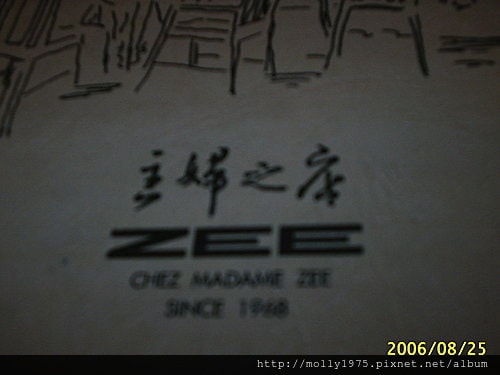 主婦之店
ZEE
CHEZ MADAME ZEE
SINCE 1968
2006/08/25
http://molly1975.pixnet.net/album